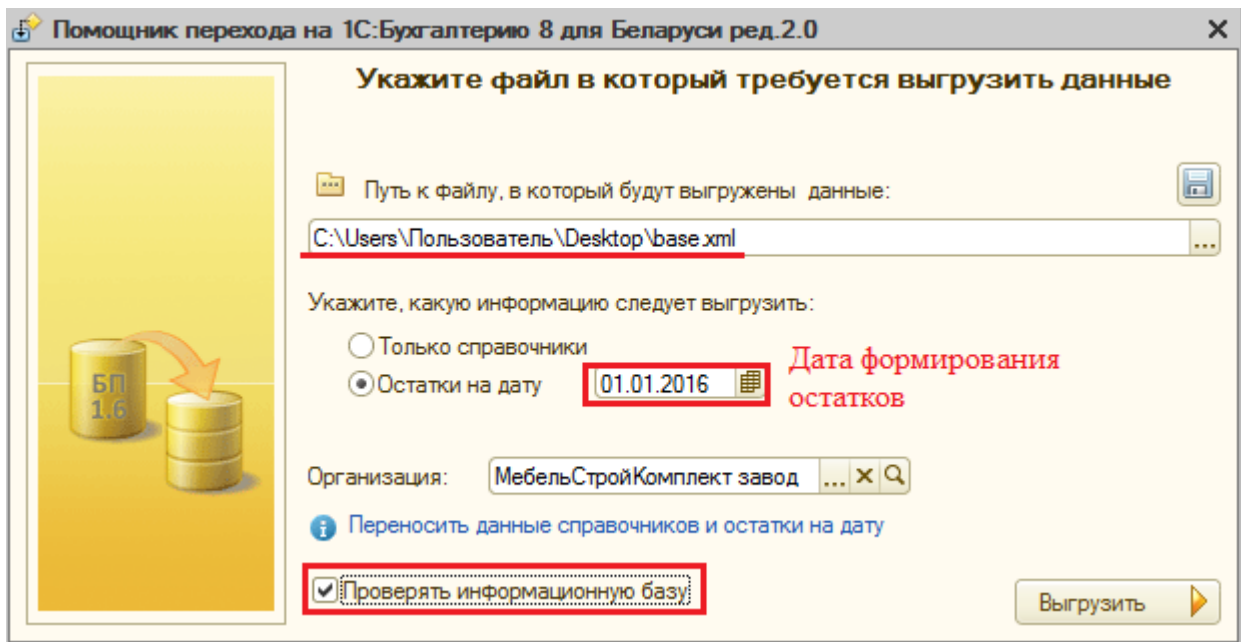 Помощник перехода на 1С:Бухгалтерию 8 для Беларуси ред.2.0
Укажите файл в который требуется выгрузить данные
Путь к файлу, в который будут выгружены данные:
C:\Users\Пользователь\Desktop\base.xml
Укажите, какую информацию следует выгрузить:
Только справочники
Остатки на дату 01.01.2016
Дата формирования
остатков
БП
1.6
Организация: МебельСтройКомплект завод
Переносить данные справочников и остатки на дату
Проверять информационную базу
Выгрузить